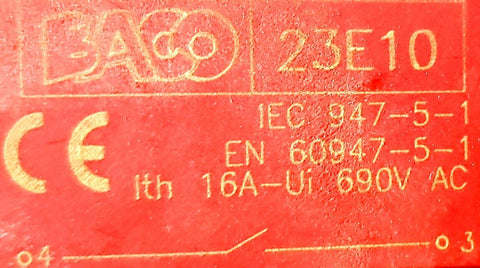 BACO 23E10
IEC 947-5-1
CE EN 60947-5-1
Ith 16A-Ui 690V AC
4 3